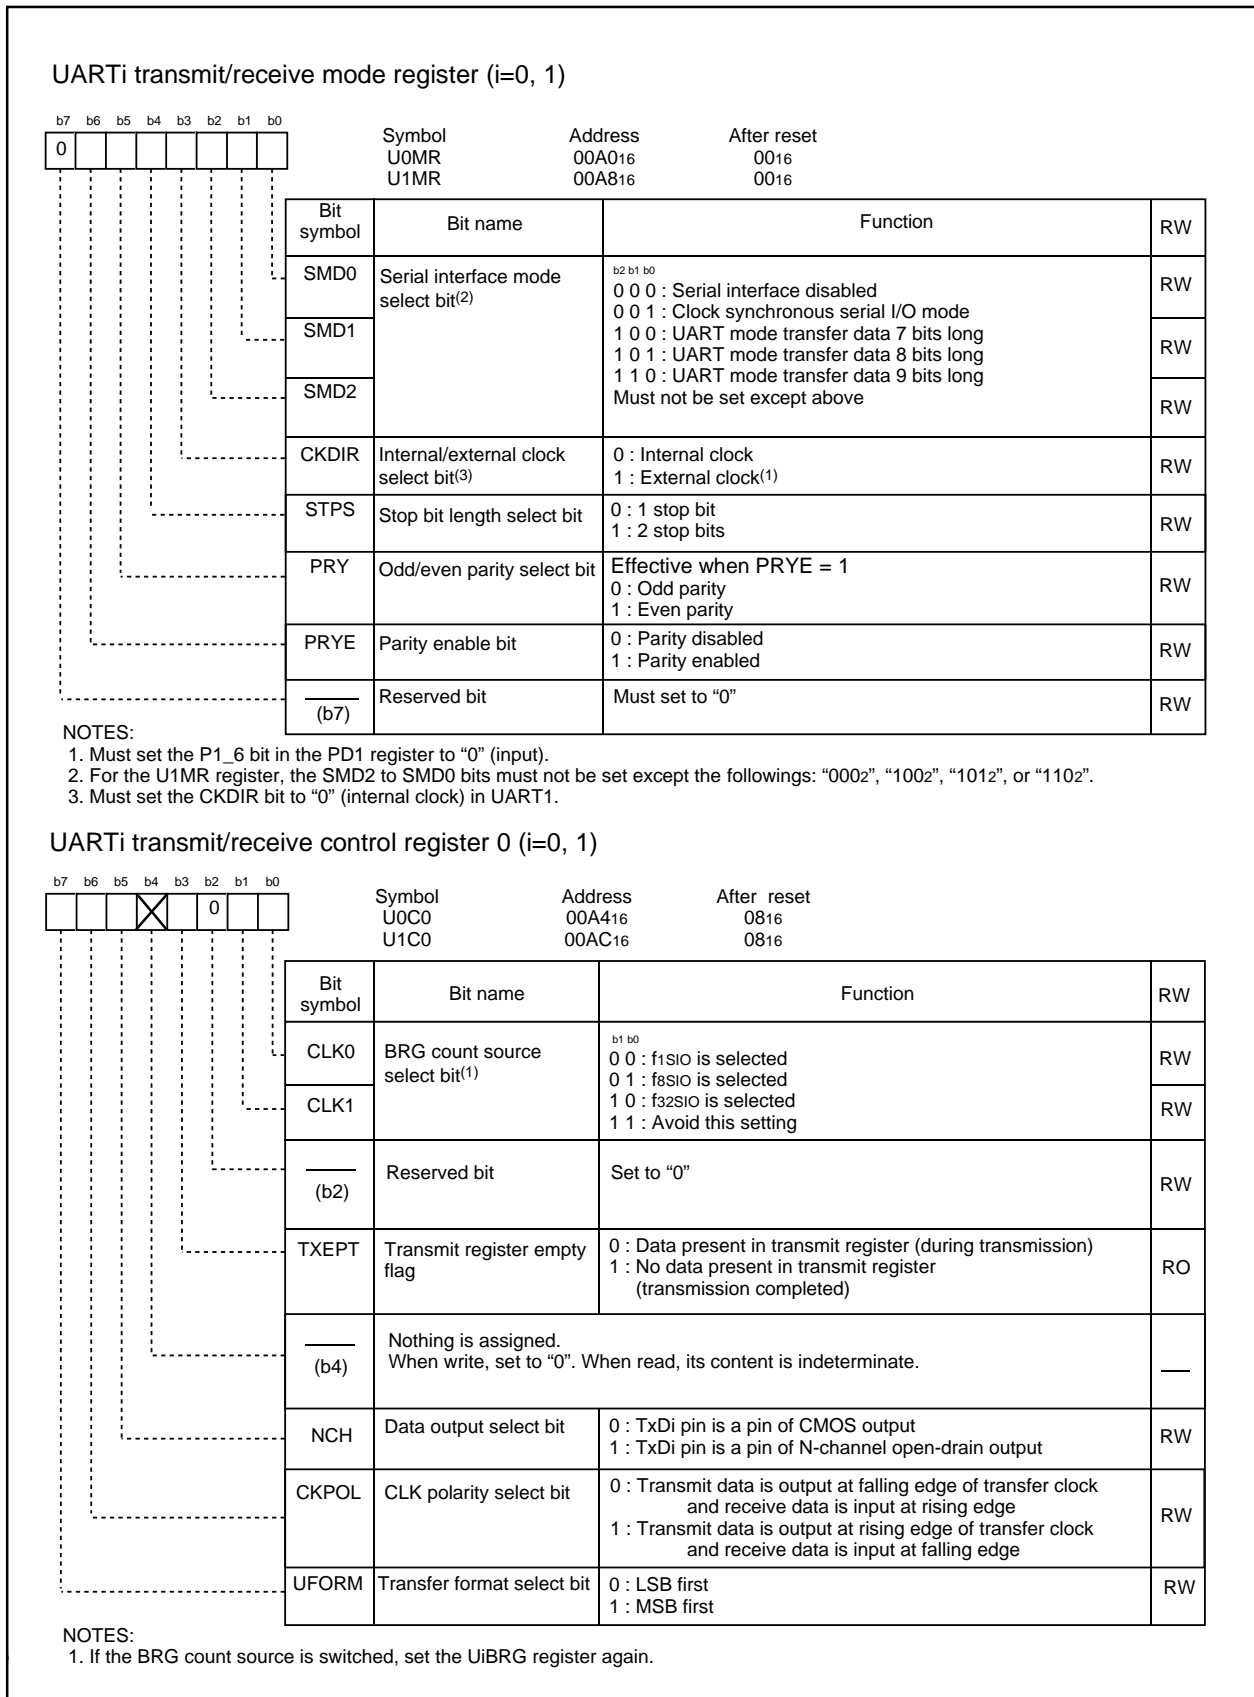 UARTi transmit/receive mode register (i=0, 1)
b7 b6 b5 b4 b3 b2 b1 b0
0
Symbol Address After reset
U0MR 00A016 0016
U1MR 00A816 0016
Bit symbol Bit name Function RW
SMD0 Serial interface mode select bit(2) b2 b1 b0
0 0 0 : Serial interface disabled RW
0 0 1 : Clock synchronous serial I/O mode
SMD1 1 0 0 : UART mode transfer data 7 bits long RW
1 0 1 : UART mode transfer data 8 bits long
1 1 0 : UART mode transfer data 9 bits long
SMD2 Must not be set except above RW
CKDIR Internal/external clock 0 : Internal clock RW
select bit(3) 1 : External clock(1)
STPS Stop bit length select bit 0 : 1 stop bit RW
1 : 2 stop bits
PRY Odd/even parity select bit Effective when PRYE = 1 RW
0 : Odd parity
1 : Even parity
PRYE Parity enable bit 0 : Parity disabled RW
1 : Parity enabled
(b7) Reserved bit Must set to “0” RW
NOTES:
1. Must set the P1_6 bit in the PD1 register to “0” (input).
2. For the U1MR register, the SMD2 to SMD0 bits must not be set except the followings: “0002”, “1002”, “1012”, or “1102”.
3. Must set the CKDIR bit to “0” (internal clock) in UART1.
UARTi transmit/receive control register 0 (i=0, 1)
b7 b6 b5 b4 b3 b2 b1 b0
0
Symbol Address After reset
U0C0 00A416 0816
U1C0 00AC16 0816
Bit symbol Bit name Function RW
CLK0 BRG count source select bit(1) b1 b0
0 0 : f1SIO is selected RW
0 1 : f8SIO is selected
CLK1 1 0 : f32SIO is selected RW
1 1 : Avoid this setting
(b2) Reserved bit Set to “0” RW
TXEPT Transmit register empty 0 : Data present in transmit register (during transmission) RO
flag 1 : No data present in transmit register
(transmission completed)
(b4) Nothing is assigned.
When write, set to “0”. When read, its content is indeterminate.
NCH Data output select bit 0 : TxDi pin is a pin of CMOS output RW
1 : TxDi pin is a pin of N-channel open-drain output
CKPOL CLK polarity select bit 0 : Transmit data is output at falling edge of transfer clock RW
and receive data is input at rising edge
1 : Transmit data is output at rising edge of transfer clock
and receive data is input at falling edge
UFORM Transfer format select bit 0 : LSB first RW
1 : MSB first
NOTES:
1. If the BRG count source is switched, set the UiBRG register again.